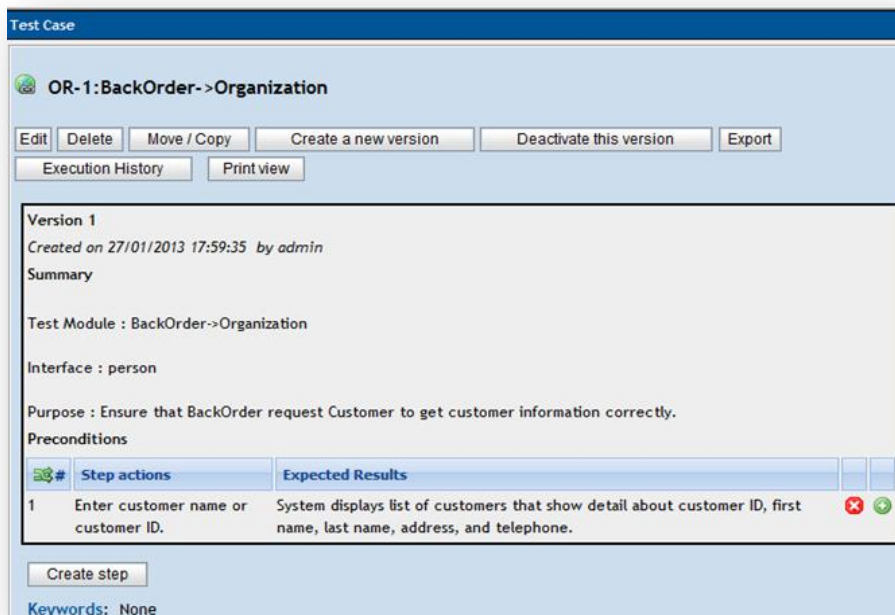 Test Case
OR-1:BackOrder->Organization
Edit Delete Move / Copy Create a new version Deactivate this version Export
Execution History Print view
Version 1
Created on 27/01/2013 17:59:35 by admin
Summary
Test Module : BackOrder->Organization
Interface : person
Purpose : Ensure that BackOrder request Customer to get customer information correctly.
Preconditions
# Step actions Expected Results
1 Enter customer name or System displays list of customers that show detail about customer ID, first
customer ID. name, last name, address, and telephone.
Create step
Keywords: None